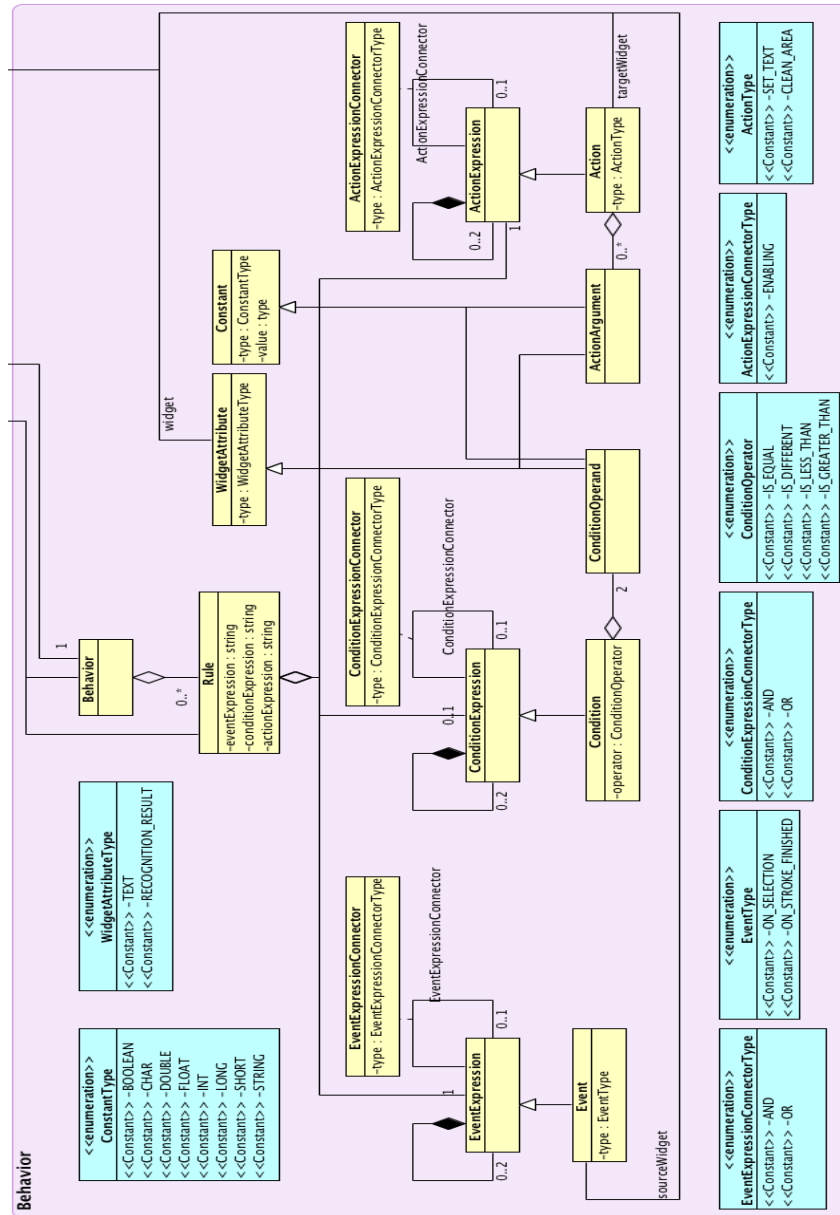 Behavior
<<enumeration>>
ConstantType
<<Constant>> -BOOLEAN
<<Constant>> -CHAR
<<Constant>> -DOUBLE
<<Constant>> -FLOAT
<<Constant>> -INT
<<Constant>> -LONG
<<Constant>> -SHORT
<<Constant>> -STRING
<<enumeration>>
WidgetAttributeType
<<Constant>> -TEXT
<<Constant>> -RECOGNITION_RESULT
Behavior
1
0..*
Rule
-eventExpression : string
-conditionExpression : string
-actionExpression : string
widget
WidgetAttribute
-type : WidgetAttributeType
Constant
-type : ConstantType
-value : type
EventExpressionConnector
-type : EventExpressionConnectorType
EventExpressionConnector
0..1
1
EventExpression
0..2
ConditionExpressionConnector
-type : ConditionExpressionConnectorType
ConditionExpressionConnector
0..1
0..1
ConditionExpression
0..2
ActionExpressionConnector
-type : ActionExpressionConnectorType
ActionExpressionConnector
0..1
ActionExpression
0..2
1
sourceWidget
Event
-type : EventType
Condition
-operator : ConditionOperator
2
ConditionOperand
ActionArgument
0..*
Action
-type : ActionType
targetWidget
<<enumeration>>
EventExpressionConnectorType
<<Constant>> -AND
<<Constant>> -OR
<<enumeration>>
EventType
<<Constant>> -ON_SELECTION
<<Constant>> -ON_STROKE_FINISHED
<<enumeration>>
ConditionExpressionConnectorType
<<Constant>> -AND
<<Constant>> -OR
<<enumeration>>
ConditionOperator
<<Constant>> -IS_EQUAL
<<Constant>> -IS_DIFFERENT
<<Constant>> -IS_LESS_THAN
<<Constant>> -IS_GREATER_THAN
<<enumeration>>
ActionExpressionConnectorType
<<Constant>> -ENABLING
<<enumeration>>
ActionType
<<Constant>> -SET_TEXT
<<Constant>> -CLEAN_AREA